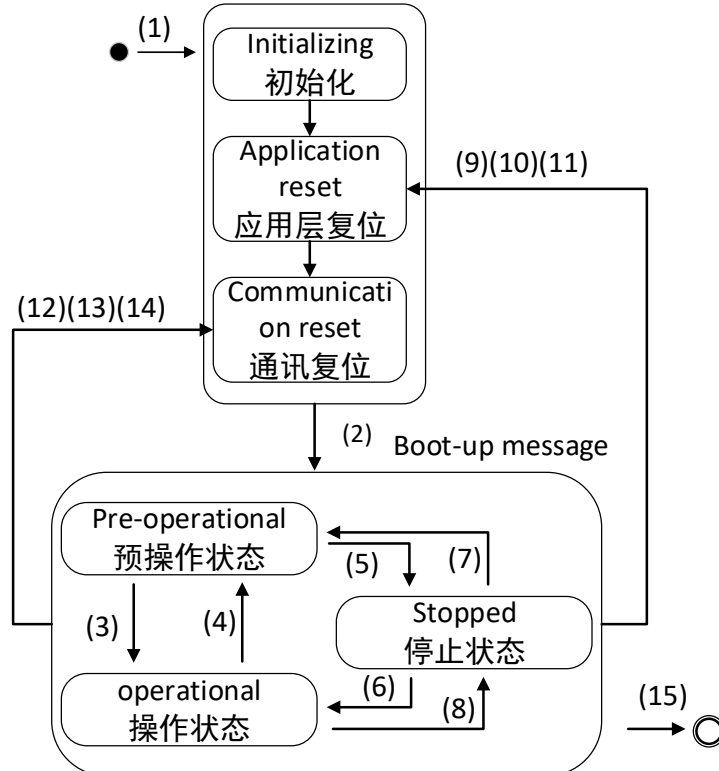 (1)
Initializing
初始化
Application
reset
应用层复位
(9)(10)(11)
Communicati
on reset
通讯复位
(12)(13)(14)
(2)
Boot-up message
Pre-operational
预操作状态
(5)
(7)
(3)
(4)
Stopped
停止状态
operational
操作状态
(6)
(8)
(15)